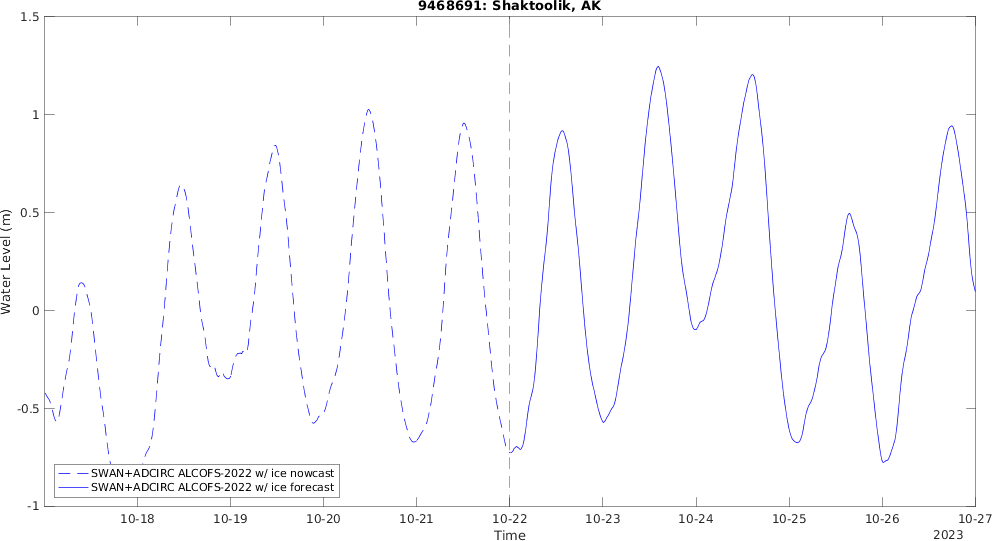 9468691: Shaktoolik, AK
1.5
1
0.5
0
-0.5
-1
Water Level (m)
SWAN+ADCIRC ALCOFS-2022 w/ ice nowcast
SWAN+ADCIRC ALCOFS-2022 w/ ice forecast
10-18 10-19 10-20 10-21 10-22 10-23 10-24 10-25 10-26 10-27
Time
2023